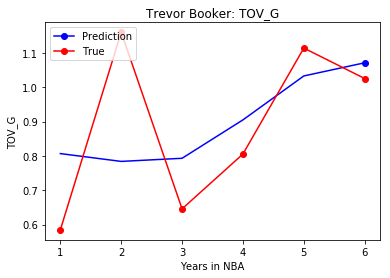 Trevor Booker: TOV_G
Prediction
True
TOV_G
1.1
1.0
0.9
0.8
0.7
0.6
1 2 3 4 5 6
Years in NBA